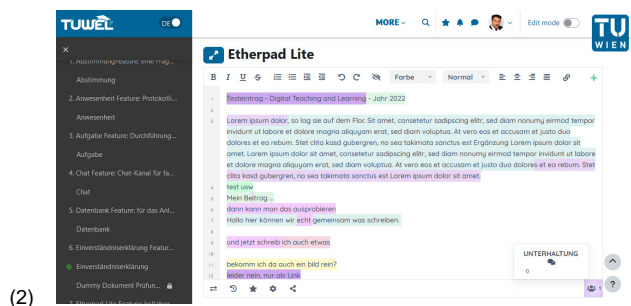 TUWEL
DE
MORE
Edit mode
TU
WIEN
×
1. Abstimmungfeature: eine Frag...
Abstimmung
2. Anwesenheit Feature: Protokolli...
Anwesenheit
3. Aufgabe Feature: Durchführung...
Aufgabe
4. Chat Feature: Chat-Kanal für fa...
Chat
5. Datenbank Feature: für das Anl...
Datenbank
6. Einverständniserklärung Featur...
Einverständniserklärung
Dummy Dokument Prüfun...
7. Etherpad Lite Feature: kollabor...
Etherpad Lite
B I U S Farbe Normal +
1 Testeintrag - Digital Teaching and Learning - Jahr 2022
2
3 Lorem ipsum dolor, so lag sie auf dem Flor. Sit amet, consetetur sadipscing elitr, sed diam nonumy eirmod tempor
invidunt ut labore et dolore magna aliquyam erat, sed diam voluptua. At vero eos et accusam et justo duo
dolores et ea rebum. Stet clita kasd gubergren, no sea takimata sanctus est Ergänzung Lorem ipsum dolor sit
amet. Lorem ipsum dolor sit amet, consetetur sadipscing elitr, sed diam nonumy eirmod tempor invidunt ut labore
et dolore magna aliquyam erat, sed diam voluptua. At vero eos et accusam et justo duo dolores et ea rebum. Stet
clita kasd gubergren, no sea takimata sanctus est Lorem ipsum dolor sit amet.
4 test usw
5 Mein Beitrag ...
6 dann kann man das ausprobieren
7 Hallo hier können wir echt gemeinsam was schreiben.
8
9 und jetzt schreib ich auch etwas
10
11 bekomm ich da auch ein bild rein?
12 leider nein, nur als Link
UNTERHALTUNG
0
1
?
(2)